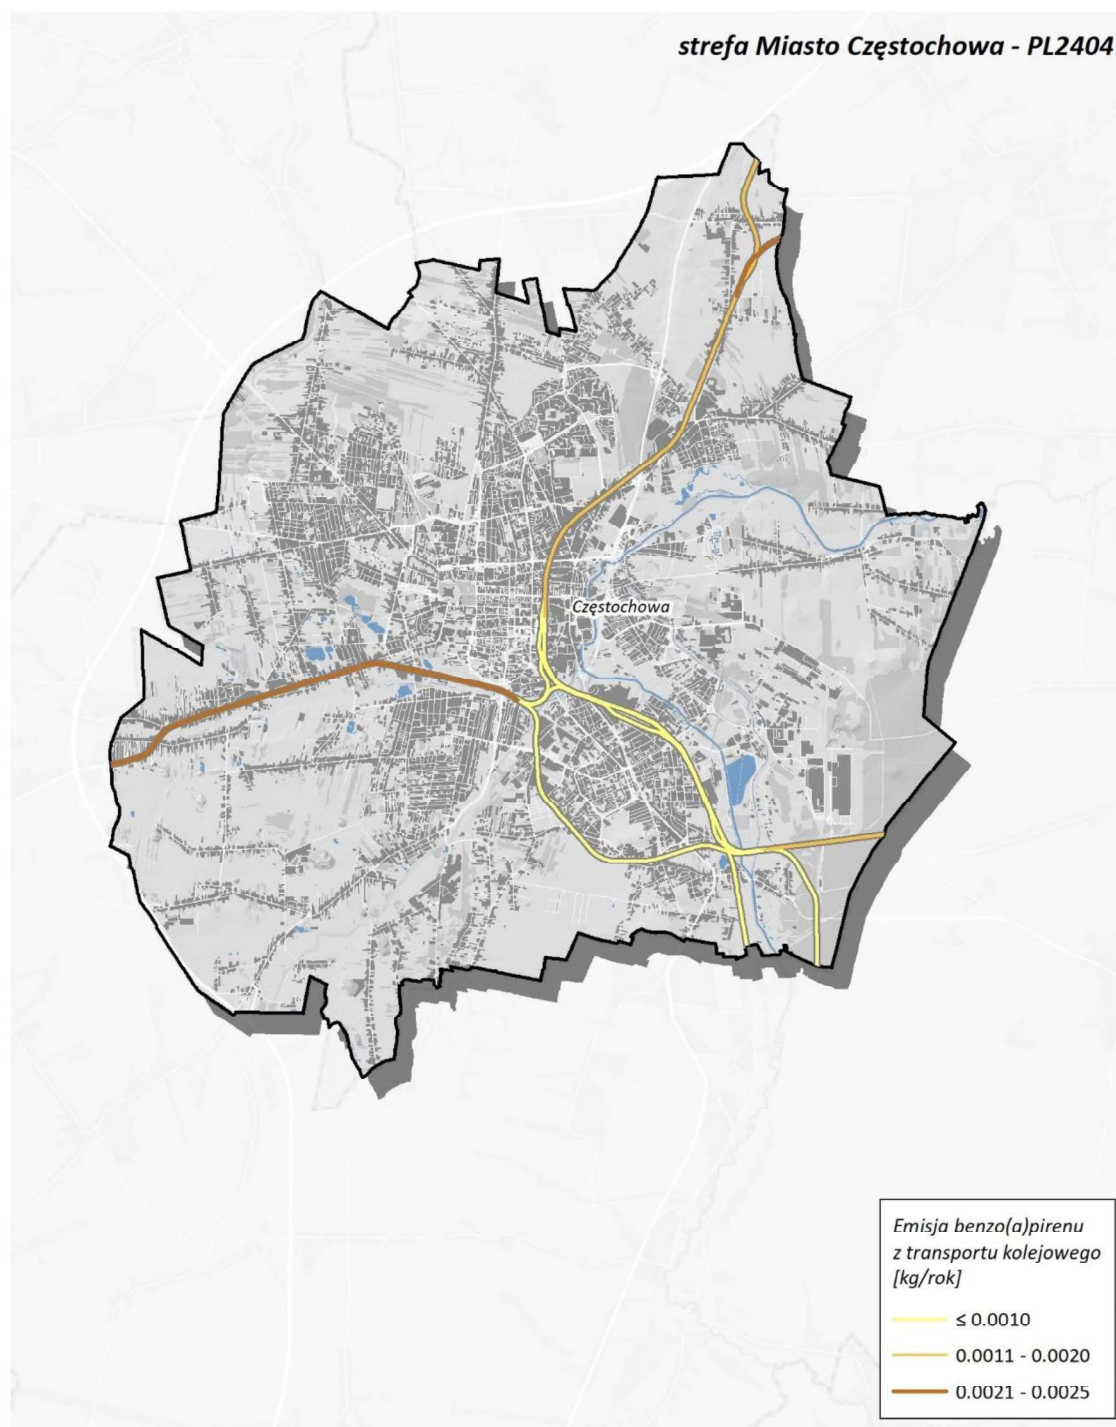 strefa Miasto Częstochowa - PL2404
Częstochowa
Emisja benzo(a)pirenu
z transportu kolejowego
[kg/rok]
≤ 0.0010
0.0011 - 0.0020
0.0021 - 0.0025